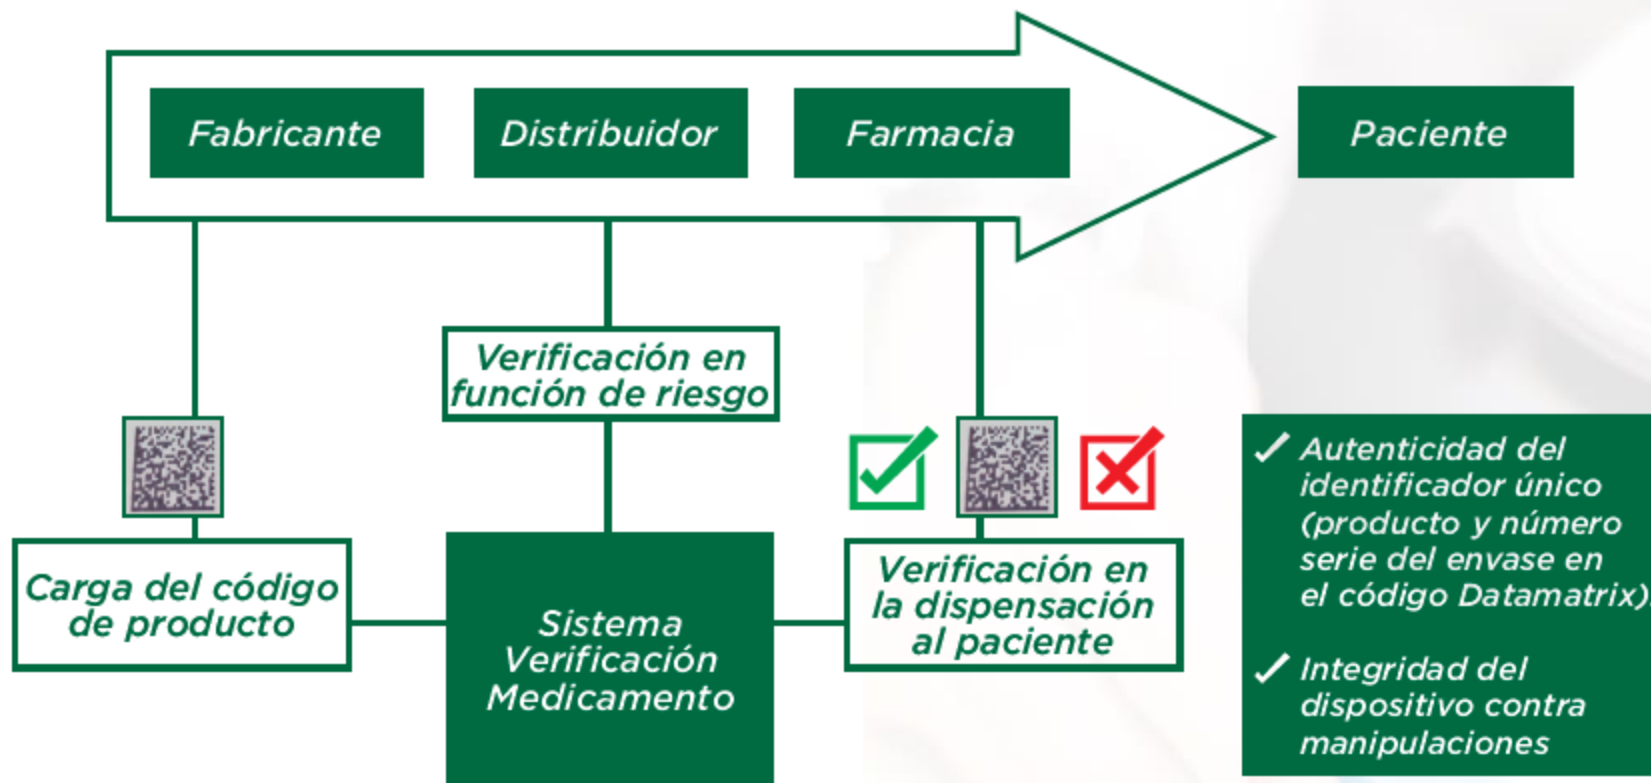 Fabricante
Distribuidor
Farmacia
Paciente
Verificación en
función de riesgo
Carga del código
de producto
Sistema
Verificación
Medicamento
Verificación en
la dispensación
al paciente
Autenticidad del
identificador único
(producto y número
serie del envase en
el código Datamatrix)
Integridad del
dispositivo contra
manipulaciones